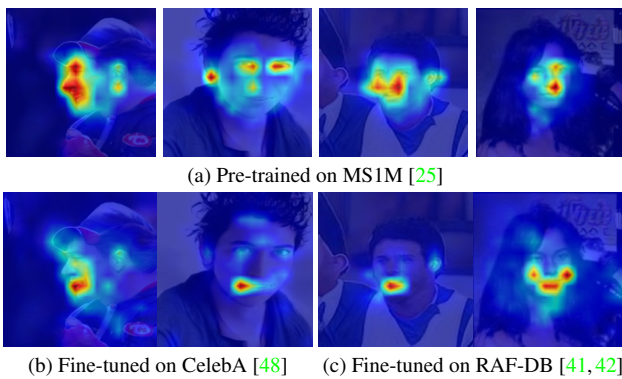 (a) Pre-trained on MS1M [25]
(b) Fine-tuned on CelebA [48] (c) Fine-tuned on RAF-DB [41, 42]